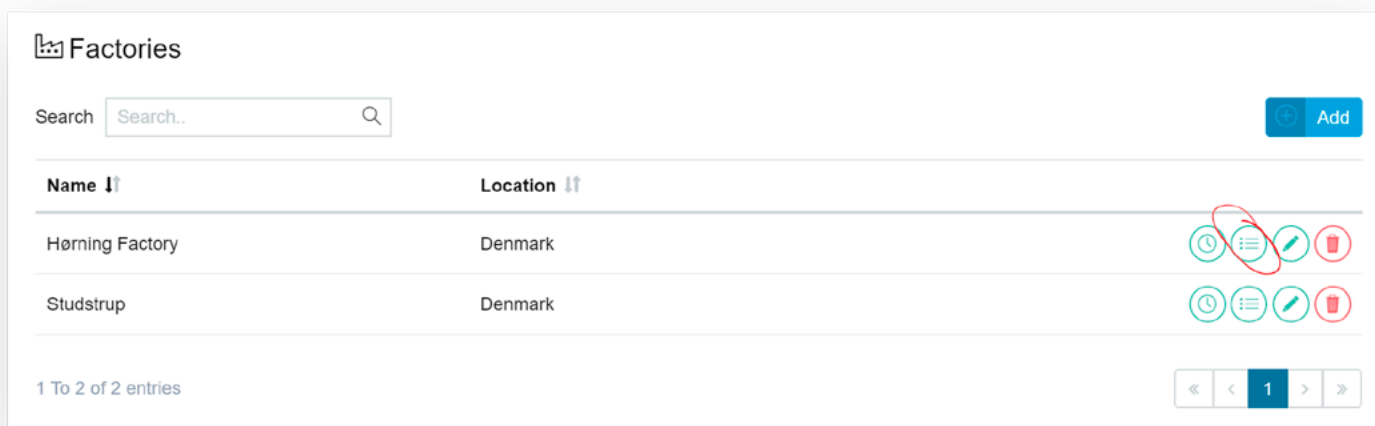 Factories
Search Search.. Add
Name Location
Hørning Factory Denmark
Studstrup Denmark
1 To 2 of 2 entries « < 1 > »